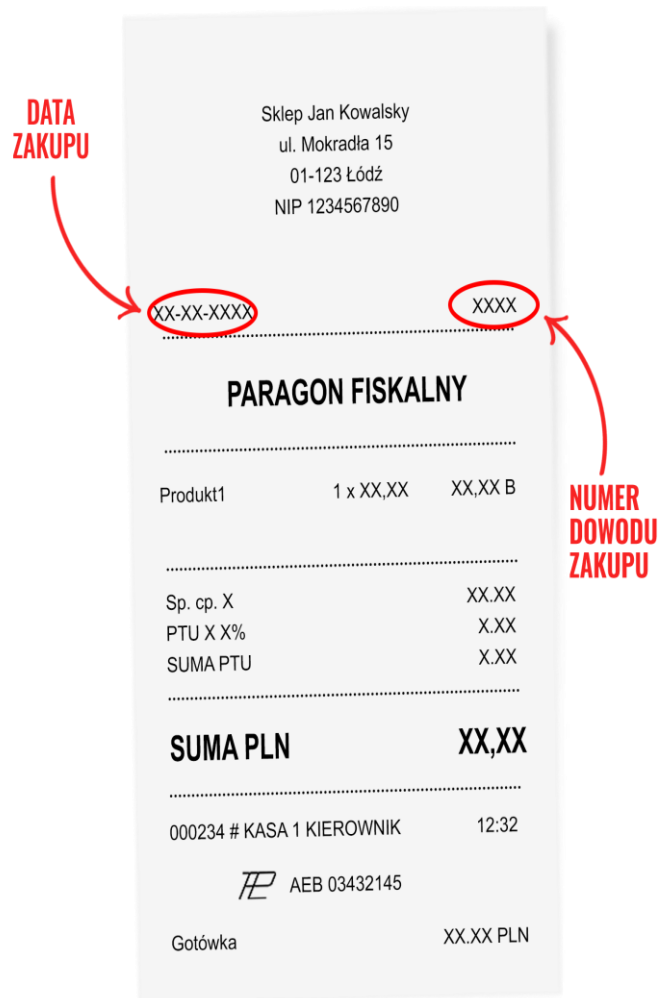 DATA
ZAKUPU
Sklep Jan Kowalsky
ul. Mokradła 15
01-123 Łódź
NIP 1234567890
XX-XX-XXXX XXXX
PARAGON FISKALNY
Produkt1 1 x XX,XX XX,XX B
NUMER
DOWODU
ZAKUPU
Sp. cp. X XX.XX
PTU X X% X.XX
SUMA PTU X.XX
SUMA PLN XX,XX
000234 # KASA 1 KIEROWNIK 12:32
AEB 03432145
Gotówka XX.XX PLN